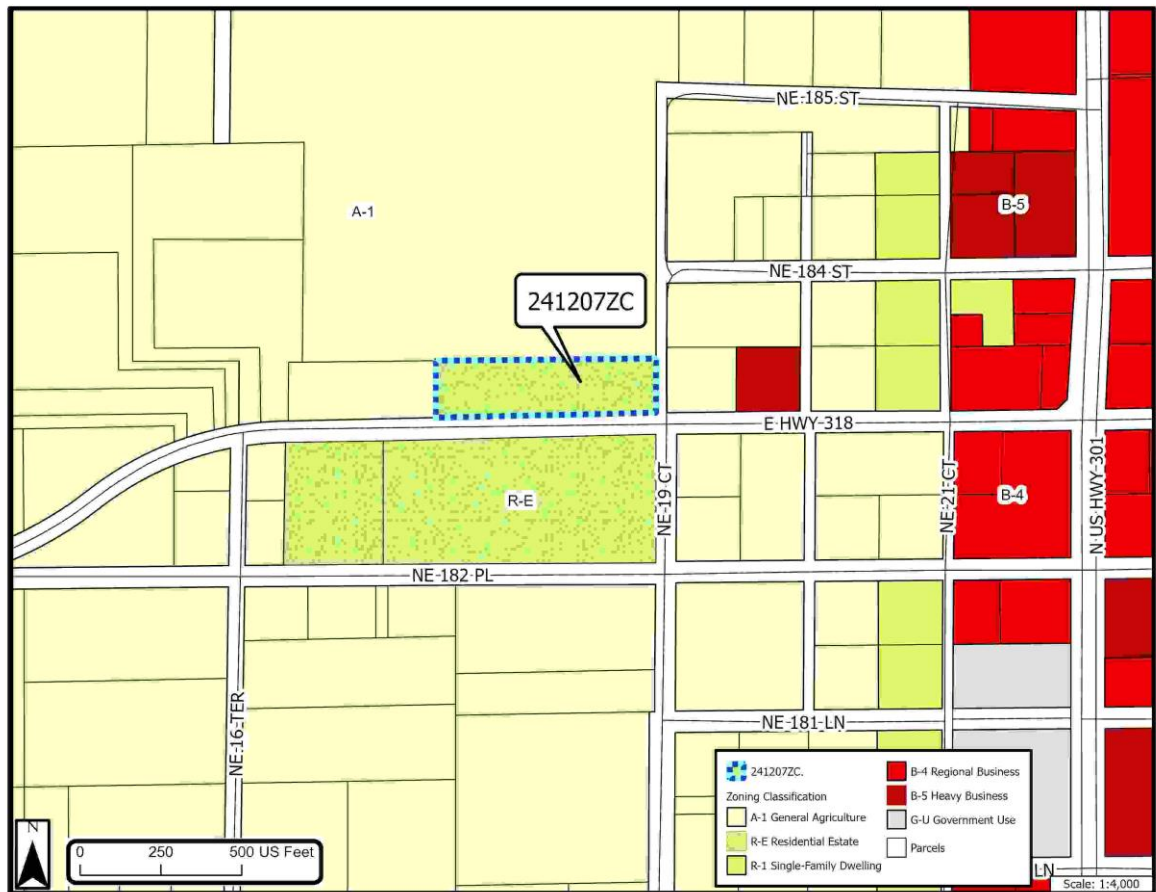 NE 185 ST
A-1
B-5
NE 184 ST
241207ZC
E HWY 318
R-E
NE 19 CT
NE 21 CT
B-4
N US HWY 301
NE 182 PL
NE 16 TER
NE 181 LN
241207ZC.
Zoning Classification
A-1 General Agriculture
R-E Residential Estate
R-1 Single-Family Dwelling
B-4 Regional Business
B-5 Heavy Business
G-U Government Use
Parcels
N
0 250 500 US Feet
LN
Scale: 1:4,000